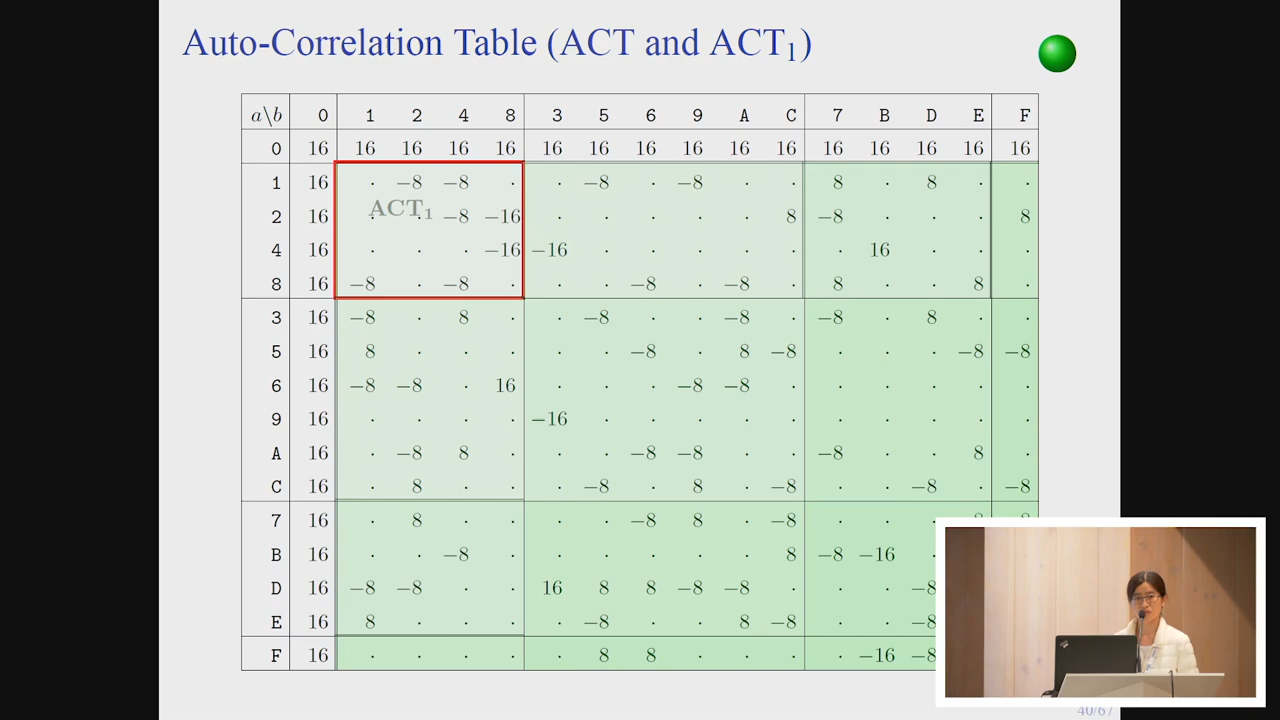 Auto-Correlation Table (ACT and ACT₁)
a\b 0 1 2 4 8 3 5 6 9 A C 7 B D E F
0 16 16 16 16 16 16 16 16 16 16 16 16 16 16 16 16
1 16 · −8 −8 · · −8 · −9 · · 8 · 8 · ·
ACT₁
2 16 · · −8 −16 · · · · · 8 −8 · · · 8
4 16 · · · −16 −16 · · · · · · 16 · · ·
8 16 −8 · −8 · · · −8 · −8 · 8 · · 8 ·
3 16 −8 · 8 · · −8 · · −8 · −8 · 8 · ·
5 16 8 · · · · · −8 · 8 −8 · · · −8 −8
6 16 −8 −8 · 16 · · · −8 −8 · · · · · ·
9 16 · · · · −16 · · · · · · · · · ·
A 16 · −8 8 · · · −8 −8 · · −8 · · 8 ·
C 16 · 8 · · · −8 · 8 · −8 · · −8 · −8
7 16 · 8 · · · · −8 8 · −8 · · · 8 8
B 16 · · −8 · · · · · · 8 −8 −16 ·
D 16 −8 −8 · · 16 8 8 −8 −8 · · · −8
E 16 8 · · · · −8 · · 8 −8 · · −8
F 16 · · · · · 8 8 · · · · −16 −8
40/67